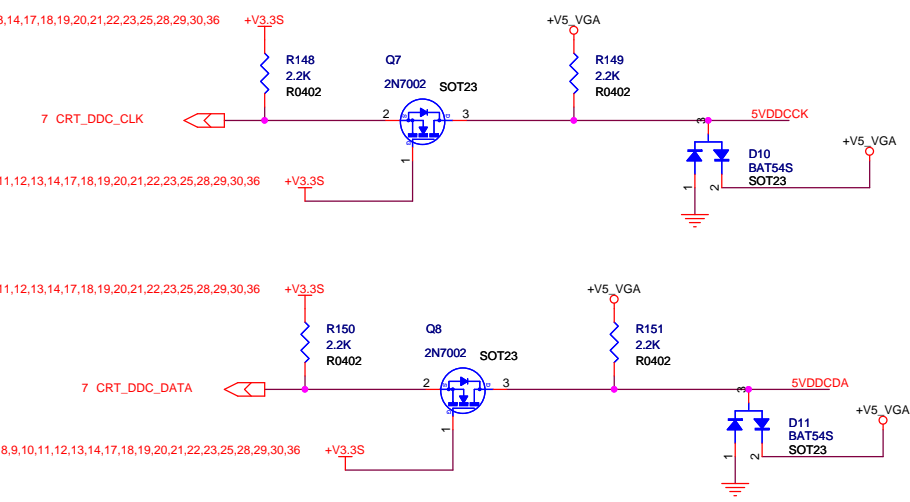 3,14,17,18,19,20,21,22,23,25,28,29,30,36 +V3.3S +V5_VGA
R148 Q7 R149
2.2K 2N7002 SOT23 2.2K
R0402 R0402
7 CRT_DDC_CLK 2 3 3 5VDDCCK
S D
G
1
+V5_VGA
D10
BAT54S
SOT23
1 2
11,12,13,14,17,18,19,20,21,22,23,25,28,29,30,36 +V3.3S
11,12,13,14,17,18,19,20,21,22,23,25,28,29,30,36 +V3.3S +V5_VGA
R150 Q8 R151
2.2K 2N7002 SOT23 2.2K
R0402 R0402
7 CRT_DDC_DATA 2 3 3 5VDDCDA
S D
G
1
+V5_VGA
D11
BAT54S
SOT23
1 2
8,9,10,11,12,13,14,17,18,19,20,21,22,23,25,28,29,30,36 +V3.3S